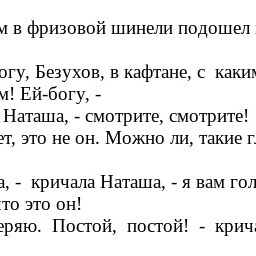 м в фризовой шинели подошел
огу, Безухов, в кафтане, с каким
м! Ей-богу, -
Наташа, - смотрите, смотрите!
ет, это не он. Можно ли, такие г
а, - кричала Наташа, - я вам гол
то это он!
еряю. Постой, постой! - крича